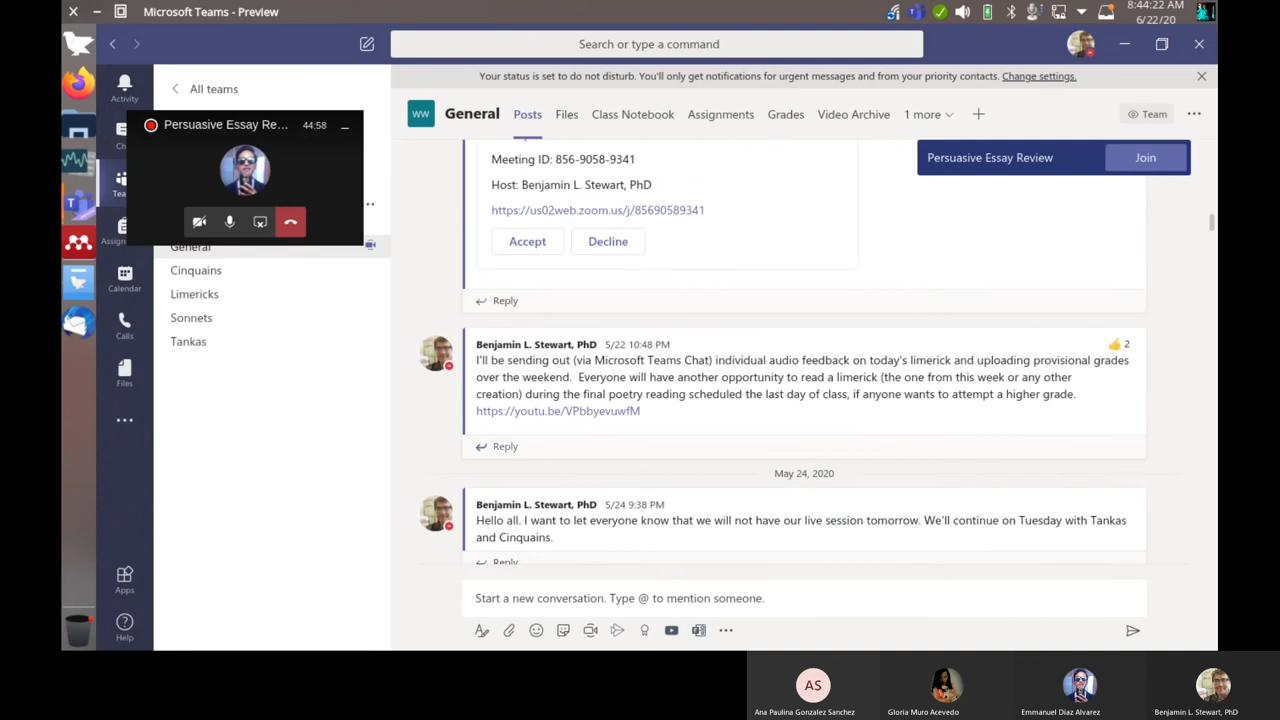 Microsoft Teams - Preview
8:44:22 AM
6/22/20
Search or type a command
Your status is set to do not disturb. You'll only get notifications for urgent messages and from your priority contacts. Change settings.
Activity
All teams
WW
General
Posts
Files
Class Notebook
Assignments
Grades
Video Archive
1 more
Team
Persuasive Essay Re...
44:58
Persuasive Essay Review
Join
Meeting ID: 856-9058-9341
Host: Benjamin L. Stewart, PhD
https://us02web.zoom.us/j/85690589341
Accept
Decline
Reply
General
Cinquains
Limericks
Sonnets
Tankas
Calendar
Calls
Files
Apps
Help
Benjamin L. Stewart, PhD 5/22 10:48 PM
2
I'll be sending out (via Microsoft Teams Chat) individual audio feedback on today's limerick and uploading provisional grades
over the weekend. Everyone will have another opportunity to read a limerick (the one from this week or any other
creation) during the final poetry reading scheduled the last day of class, if anyone wants to attempt a higher grade.
https://youtu.be/VPbbyevuwfM
Reply
May 24, 2020
Benjamin L. Stewart, PhD 5/24 9:38 PM
Hello all. I want to let everyone know that we will not have our live session tomorrow. We'll continue on Tuesday with Tankas
and Cinquains.
Reply
Start a new conversation. Type @ to mention someone.
AS
Ana Paulina Gonzalez Sanchez
Gloria Muro Acevedo
Emmanuel Diaz Alvarez
Benjamin L. Stewart, PhD